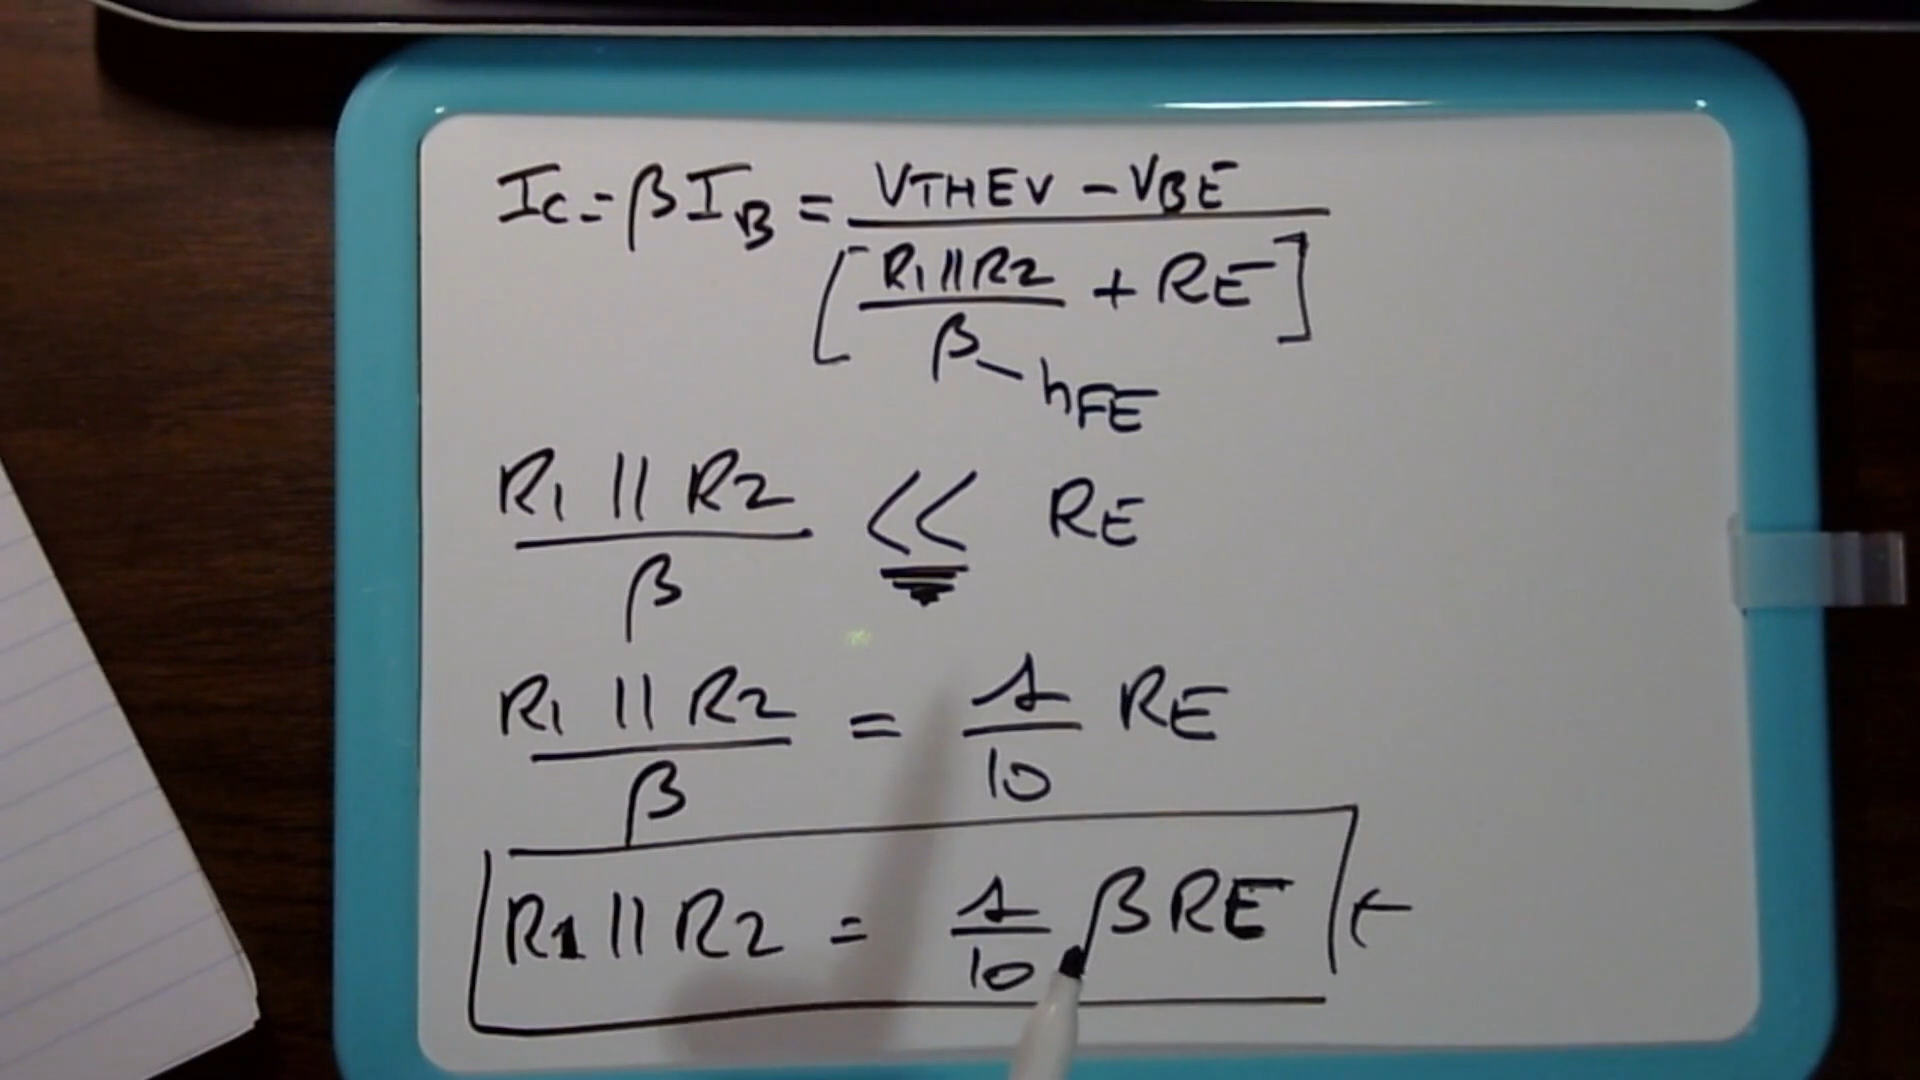 Ic = βIB = VTHEV - VBE
[R1 || R2 / β + RE]
hFE
R1 || R2 / β << RE
R1 || R2 / β = 1/10 RE
R1 || R2 = 1/10 βRE ←